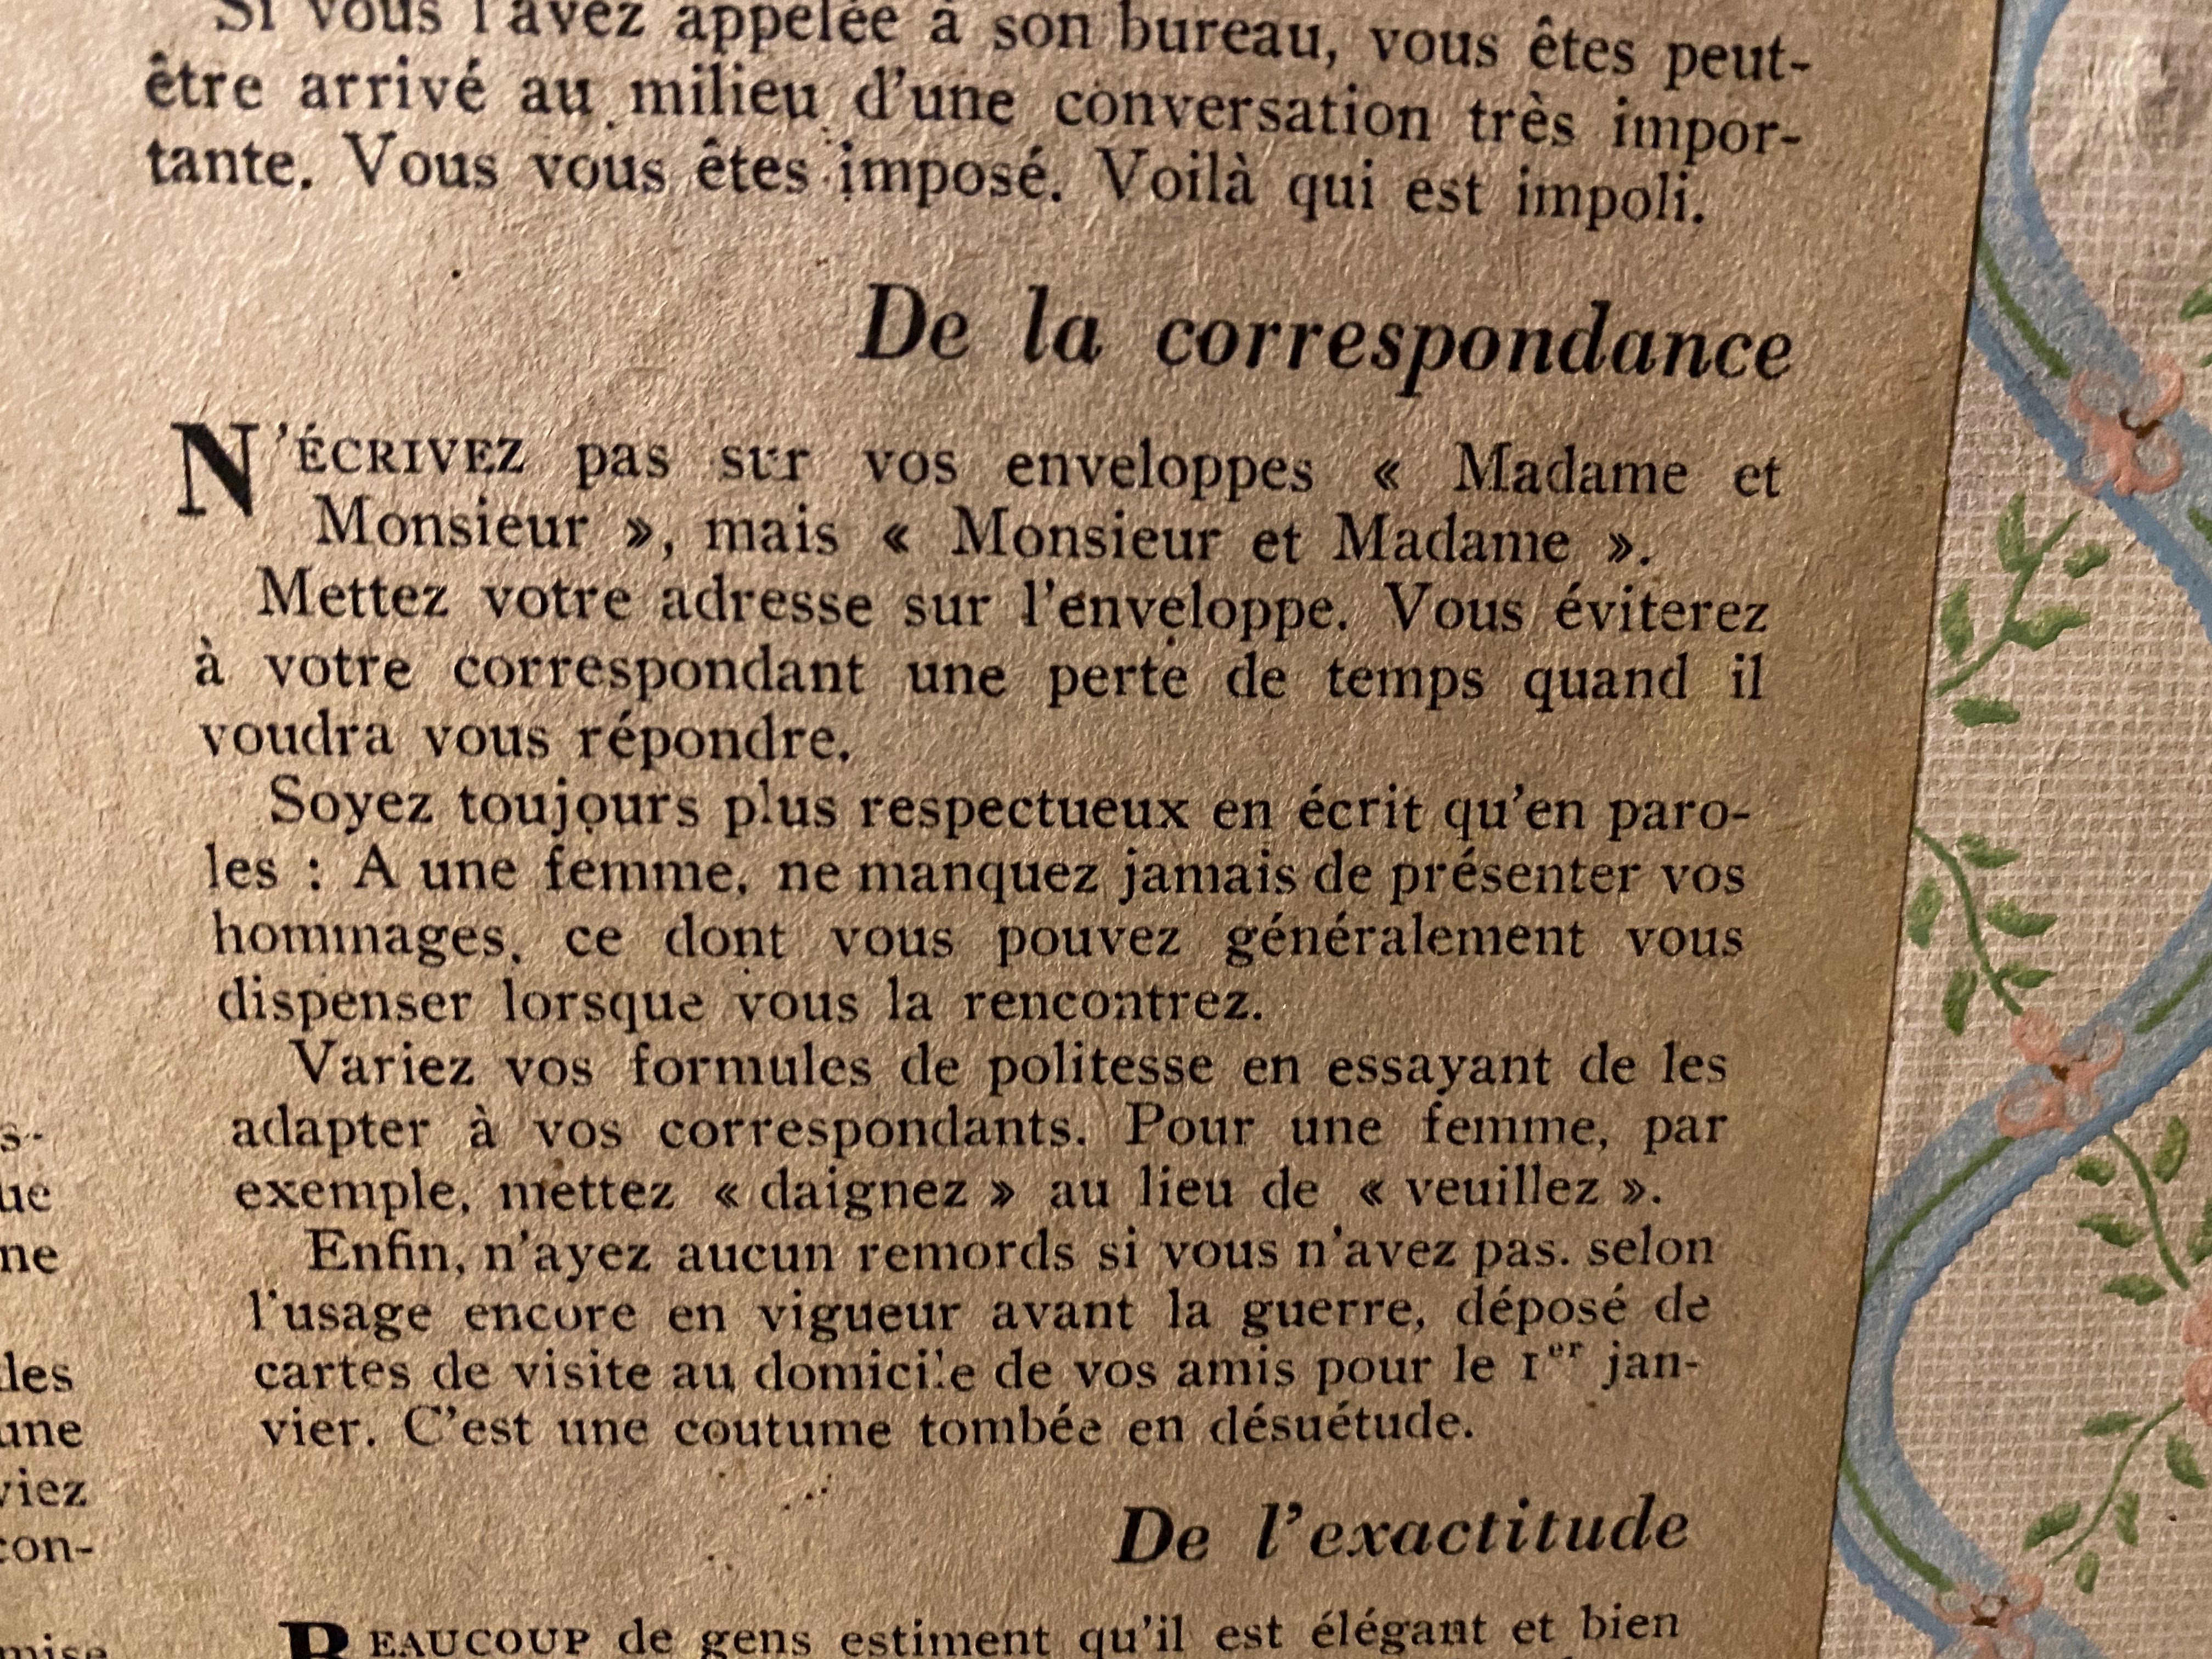 Si vous l'avez appelée à son bureau, vous êtes peut-
être arrivé au milieu d'une conversation très impor-
tante. Vous vous êtes imposé. Voilà qui est impoli.
De la correspondance
N'ÉCRIVEZ pas sur vos enveloppes « Madame et
Monsieur », mais « Monsieur et Madame ».
Mettez votre adresse sur l'enveloppe. Vous éviterez
à votre correspondant une perte de temps quand il
voudra vous répondre.
Soyez toujours plus respectueux en écrit qu'en paro-
les : A une femme, ne manquez jamais de présenter vos
hommages, ce dont vous pouvez généralement vous
dispenser lorsque vous la rencontrez.
Variez vos formules de politesse en essayant de les
adapter à vos correspondants. Pour une femme, par
exemple, mettez « daignez » au lieu de « veuillez ».
Enfin, n'ayez aucun remords si vous n'avez pas. selon
l'usage encore en vigueur avant la guerre, déposé de
cartes de visite au domicile de vos amis pour le 1er jan-
vier. C'est une coutume tombée en désuétude.
De l'exactitude
BEAUCOUP de gens estiment qu'il est élégant et bien